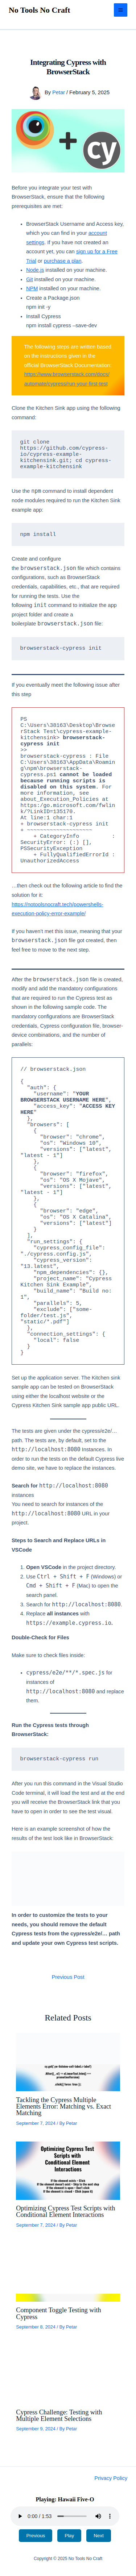 No Tools No Craft
Integrating Cypress with
BrowserStack
By Petar / February 5, 2025
cy
Before you integrate your test with
BrowserStack, ensure that the following
prerequisites are met:
BrowserStack Username and Access key,
which you can find in your account
settings. If you have not created an
account yet, you can sign up for a Free
Trial or purchase a plan.
Node.js installed on your machine.
Git installed on your machine.
NPM installed on your machine.
Create a Package.json
npm init -y
Install Cypress
npm install cypress –save-dev
The following steps are written based
with the instructions given in the
official BrowserStack Documentation:
https://www.browserstack.com/docs/
automate/cypress/run-your-first-test
Clone the Kitchen Sink app using the following
command:
git clone
https://github.com/cypress-
io/cypress-example-
kitchensink.git; cd cypress-
example-kitchensink
Use the NPM command to install dependent
node modules required to run the Kitchen Sink
example app:
npm install
Create and configure
the browserstack.json file which consists
configurations, such as BrowserStack
credentials, capabilities, etc., that are required
for running the tests. Use the
following init command to initialize the app
project folder and create a
boilerplate browserstack.json file:
browserstack-cypress init
If you eventually meet the following issue after
this step
PS
C:\Users\38163\Desktop\Browse
rStack Test\cypress-example-
kitchensink> browserstack-
cypress init
>>
browserstack-cypress : File
C:\Users\38163\AppData\Roamin
g\npm\browserstack-
cypress.ps1 cannot be loaded
because running scripts is
disabled on this system. For
more information, see
about_Execution_Policies at
https:/go.microsoft.com/fwlin
k/?LinkID=135170.
At line:1 char:1
+ browserstack-cypress init
+ ~~~~~~~~~~~~~~~~~~~~
+ CategoryInfo :
SecurityError: (:) [],
PSSecurityException
+ FullyQualifiedErrorId :
UnauthorizedAccess
…then check out the following article to find the
solution for it:
https://notoolsnocraft.tech/powershells-
execution-policy-error-example/
If you haven't met this issue, meaning that your
browserstack.json file got opened, then
feel free to move to the next step.
After the browserstack.json file is created,
modify and add the machine configurations
that are required to run our Cypress test as
shown in the following sample code. The
mandatory configurations are BrowserStack
credentials, Cypress configuration file, browser-
device combinations, and the number of
parallels:
// browserstack.json

{
"auth": {
"username": "YOUR
BROWSERSTACK USERNAME HERE",
"access_key": "ACCESS KEY
HERE"
},
"browsers": [
{
"browser": "chrome",
"os": "Windows 10",
"versions": ["latest",
"latest - 1"]
},
{
"browser": "firefox",
"os": "OS X Mojave",
"versions": ["latest",
"latest - 1"]
},
{
"browser": "edge",
"os": "OS X Catalina",
"versions": ["latest"]
}
],
"run_settings": {
"cypress_config_file":
"./cypress.config.js",
"cypress_version":
"13.latest",
"npm_dependencies": {},
"project_name": "Cypress
Kitchen Sink Example",
"build_name": "Build no:
1",
"parallels": 5,
"exclude": ["some-
folder/test.js",
"static/*.pdf"]
},
"connection_settings": {
"local": false
}
}
Set up the application server. The Kitchen sink
sample app can be tested on BrowserStack
using either the localhost website or the
Cypress Kitchen Sink sample app public URL.
The tests are given under the cypress/e2e/…
path. The tests are, by default, set to the
http://localhost:8080 instances. In
order to run the tests on the default Cypress live
demo site, we have to replace the instances.
Search for http://localhost:8080
instances
You need to search for instances of the
http://localhost:8080 URL in your
project.
Steps to Search and Replace URLs in
VSCode
1. Open VSCode in the project directory.
2. Use Ctrl + Shift + F (Windows) or
Cmd + Shift + F (Mac) to open the
search panel.
3. Search for http://localhost:8080.
4. Replace all instances with
https://example.cypress.io.
Double-Check for Files
Make sure to check files inside:
cypress/e2e/**/*.spec.js for
instances of
http://localhost:8080 and replace
them.
Run the Cypress tests through
BrowserStack:
browserstack-cypress run
After you run this command in the Visual Studio
Code terminal, it will load the test and at the end
you will receive the BrowserStack link that you
have to open in order to see the dist visual.
Here is an example screenshot of how the
results of the test look like in BrowserStack:
In order to customize the tests to your
needs, you should remove the default
Cypress tests from the cypress/e2e/… path
and update your own Cypress test scripts.
Previous Post
Related Posts
Tackling the Cypress Multiple
Elements Error: Matching vs. Exact
Matching
September 7, 2024 / By Petar
Optimizing Cypress Test
Scripts with
Conditional Element
Interactions
Optimizing Cypress Test Scripts with
Conditional Element Interactions
September 7, 2024 / By Petar
Component Toggle Testing with
Cypress
September 8, 2024 / By Petar
Cypress Challenge: Testing with
Multiple Element Selections
September 9, 2024 / By Petar
Privacy Policy
Playing: Hawaii Five-O
0:00 / 1:53
Previous
Play
Next
Copyright © 2025 No Tools No Craft